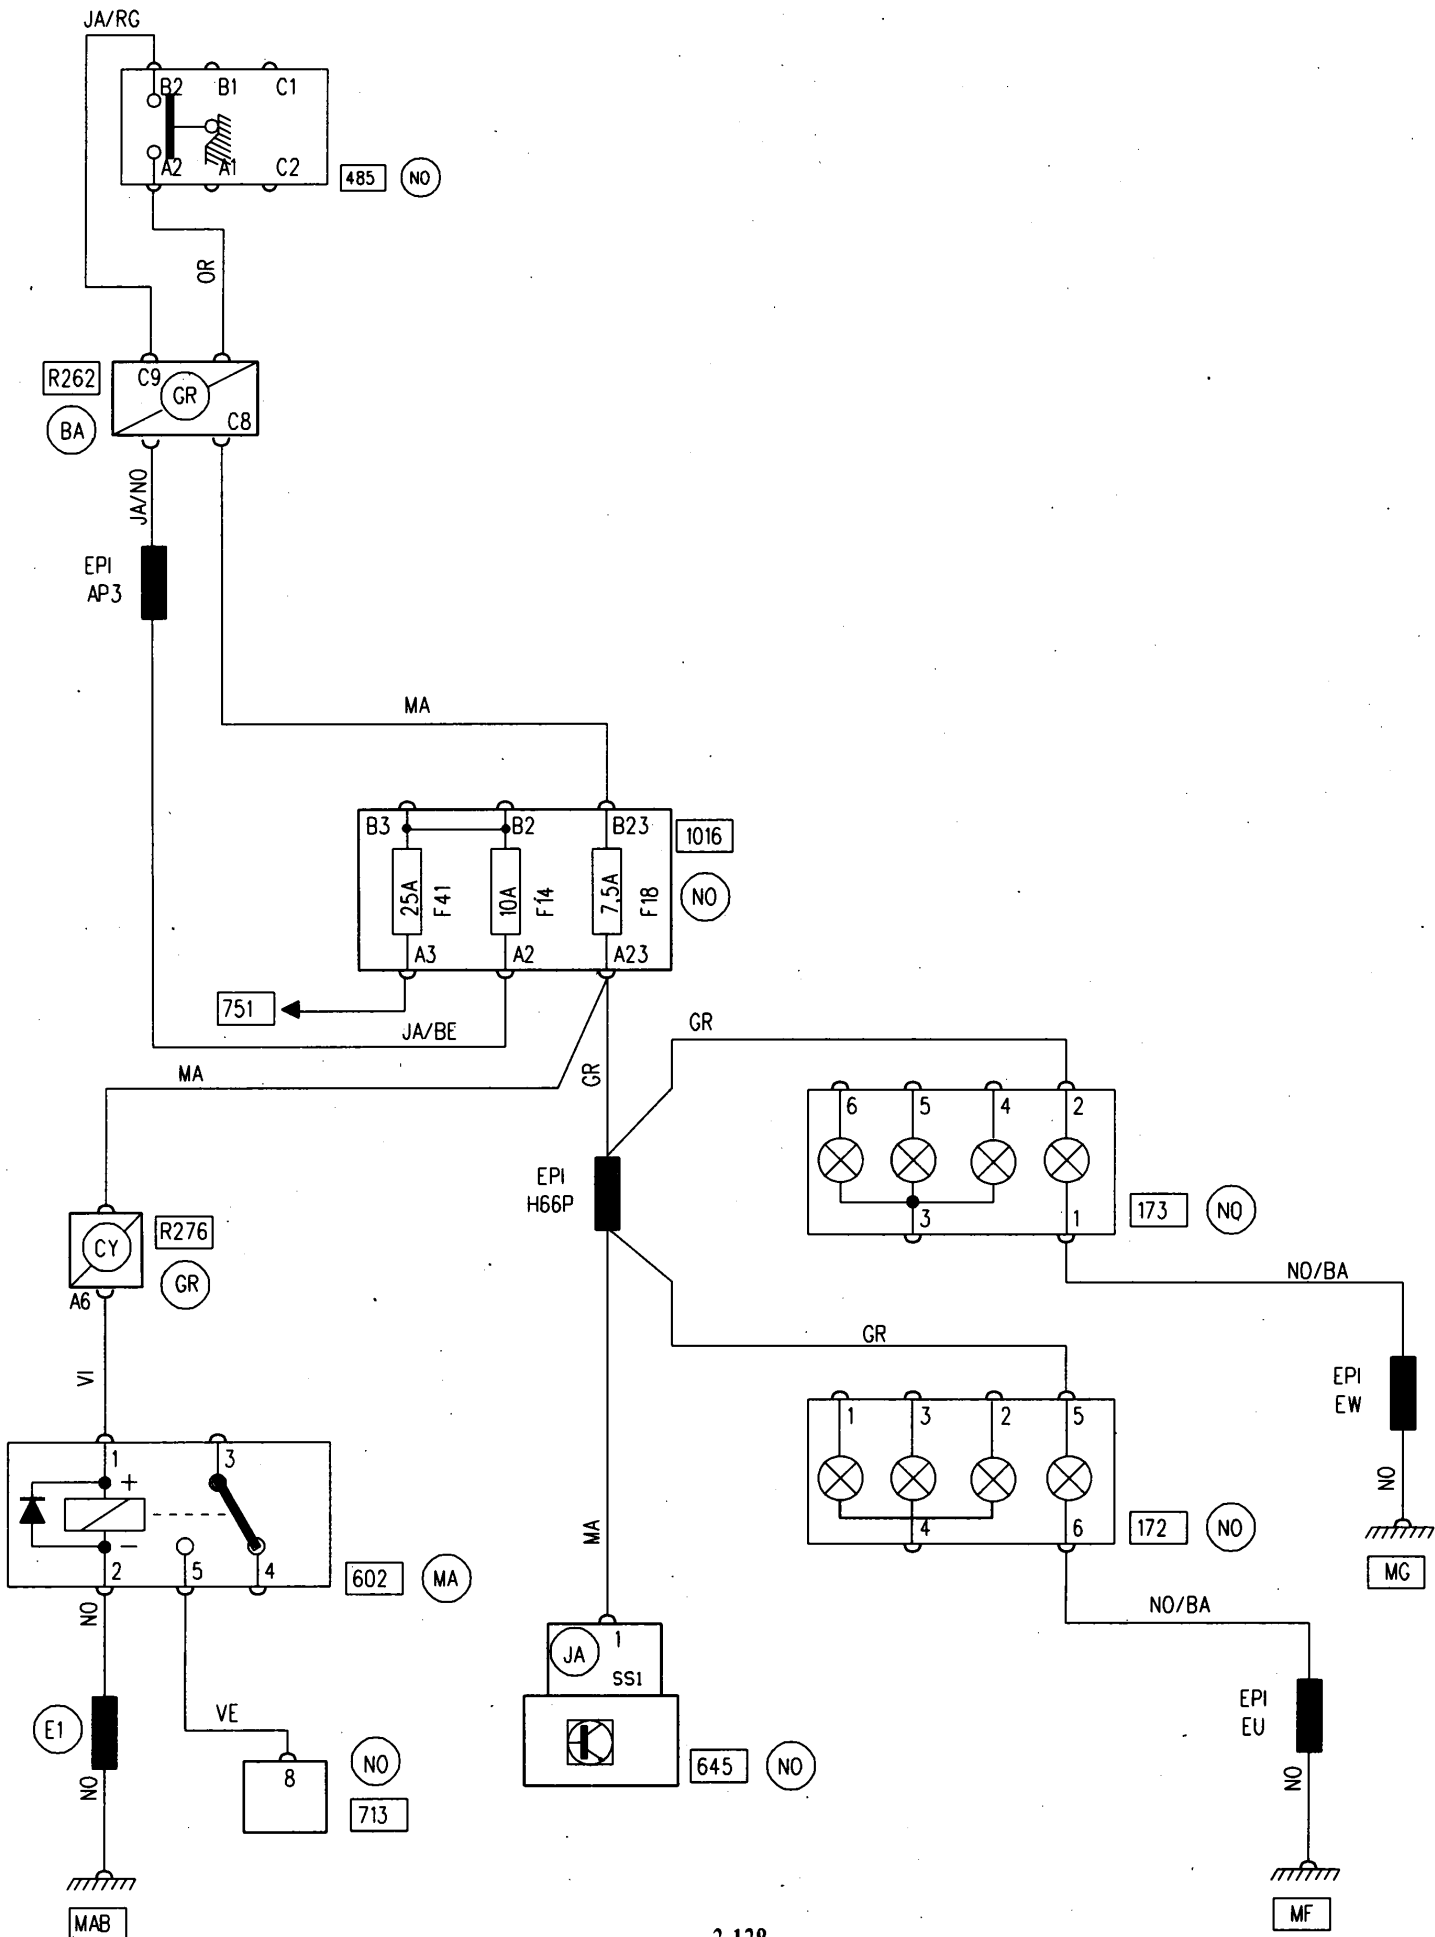 JA/RG
B2 B1 C1
A2 A1 C2
485 NO
OR
R262 C9 GR
BA C8
JA/NO
EPI
AP3
MA
B3 B2 B23 1016
25A F41 10A F14 7,5A F18 NO
A3 A2 A23
751
JA/BE
GR
MA
GR
6 5 4 2
EPI
H66P
3 1 173 NO
CY R276
A6 GR
NO/BA
GR
VI
EPI
EW
1 3 2 5
NO
1 3
+
-
2 5 4 602 MA
MA
4 6 172 NO
MG
NO
NO/BA
JA 1
SS1
E1
VE
EPI
EU
NO
8 NO
713
645 NO
NO
MAB
MF